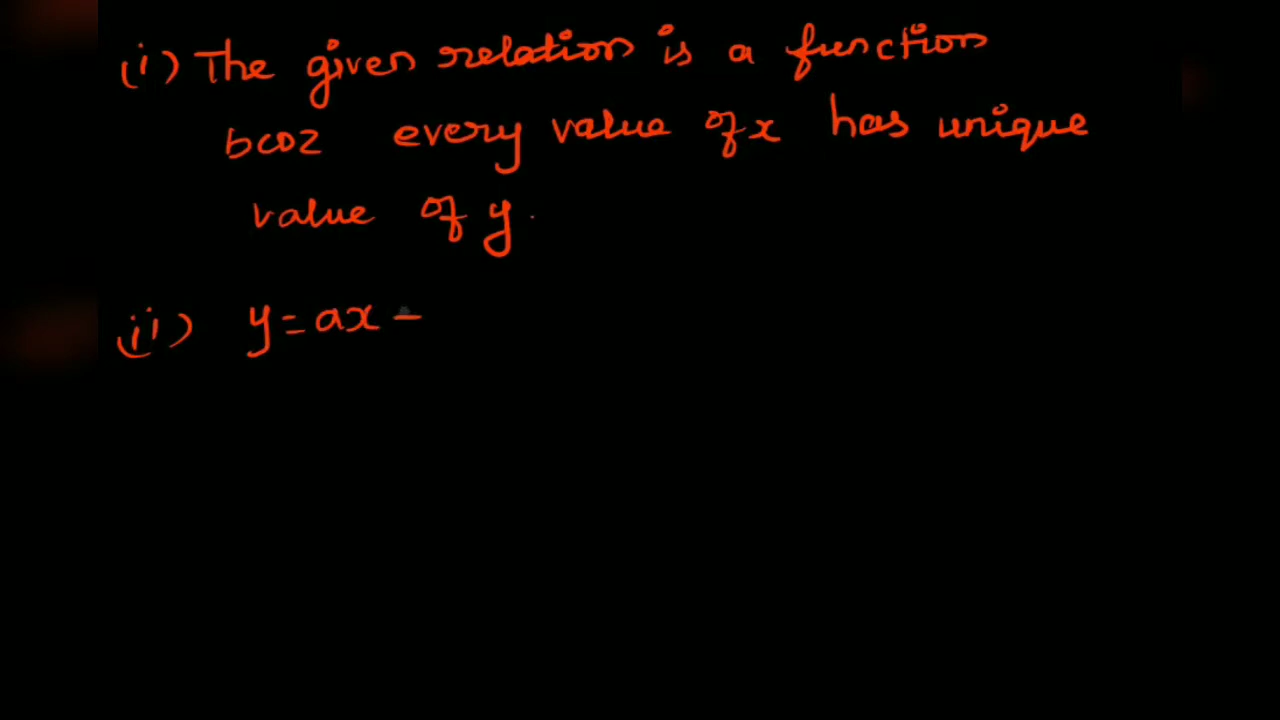 (i) The given relation is a function
bcoz every value of x has unique
value of y.
(ii) y = ax -